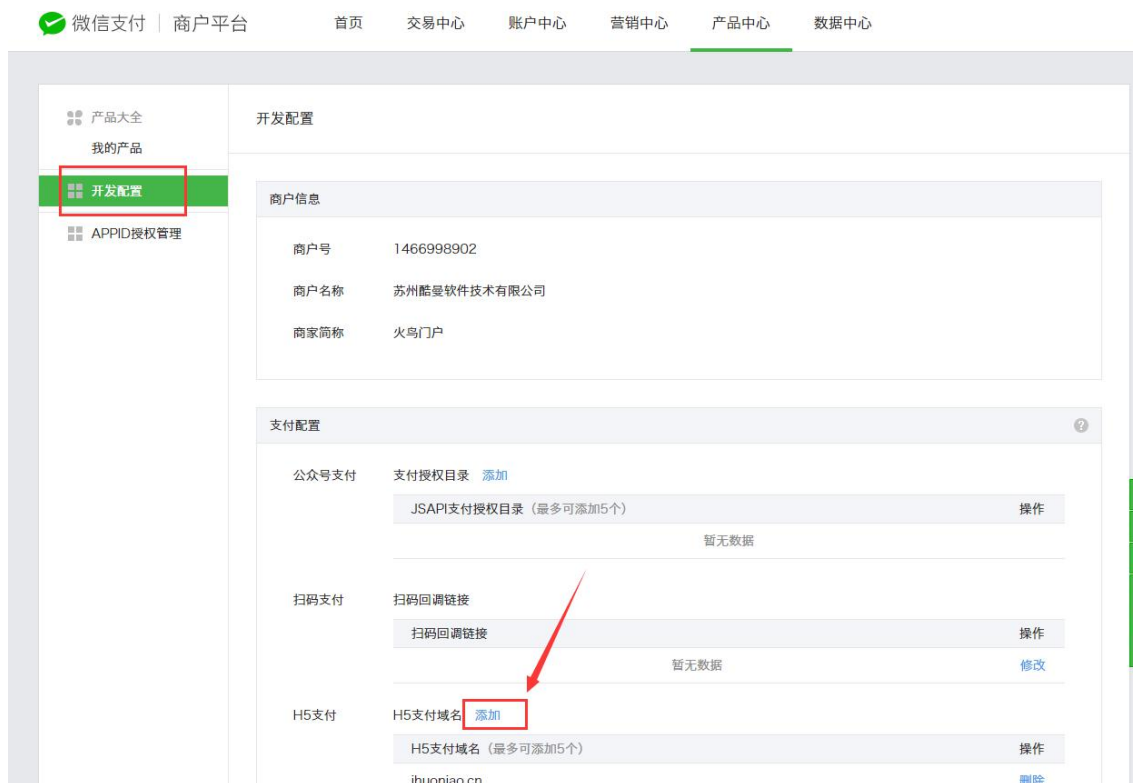 微信支付 | 商户平台 首页 交易中心 账户中心 营销中心 产品中心 数据中心
产品大全
我的产品
开发配置
APPID授权管理
开发配置
商户信息
商户号 1466998902
商户名称 苏州酷曼软件技术有限公司
商家简称 火鸟门户
支付配置 ?
公众号支付 支付授权目录 添加
JSAPI支付授权目录（最多可添加5个） 操作
暂无数据
扫码支付 扫码回调链接
扫码回调链接 操作
暂无数据 修改
H5支付 H5支付域名 添加
H5支付域名（最多可添加5个） 操作
ihuoniao.cn 删除